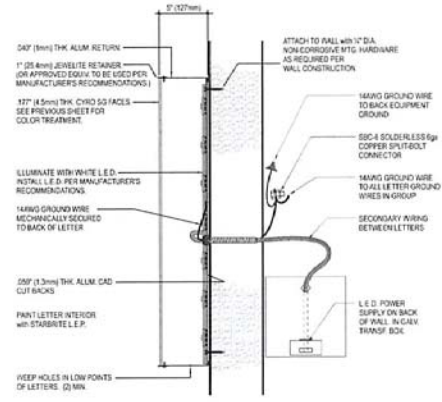 5" (127mm)
.040" (1mm) THK. ALUM. RETURN
1" (25.4mm) JEWELITE RETAINER
(OR APPROVED EQUIV. TO BE USED PER
MANUFACTURER'S RECOMMENDATIONS)
.177" (4.5mm) THK. CYRO SG FACES
SEE PREVIOUS SHEET FOR
COLOR TREATMENT.
ILLUMINATE WITH WHITE L.E.D.
INSTALL L.E.D. PER MANUFACTURER'S
RECOMMENDATIONS.
14AWG GROUND WIRE
MECHANICALLY SECURED
TO BACK OF LETTER
.050" (1.3mm) THK. ALUM. CAD
CUT BACKS
PAINT LETTER INTERIOR
with STARBRITE L.E.P.
WEEP HOLES IN LOW POINTS
OF LETTERS. (2) MIN.
ATTACH TO WALL with ¼" DIA.
NON-CORROSIVE MTG. HARDWARE
AS REQUIRED PER
WALL CONSTRUCTION
14AWG GROUND WIRE
TO BACK EQUIPMENT
GROUND
SBC-6 SOLDERLESS 6ga
COPPER SPLIT-BOLT
CONNECTOR
14AWG GROUND WIRE
TO ALL LETTER GROUND
WIRES IN GROUP
SECONDARY WIRING
BETWEEN LETTERS
L.E.D. POWER
SUPPLY ON BACK
OF WALL. IN GALV.
TRANSF. BOX.